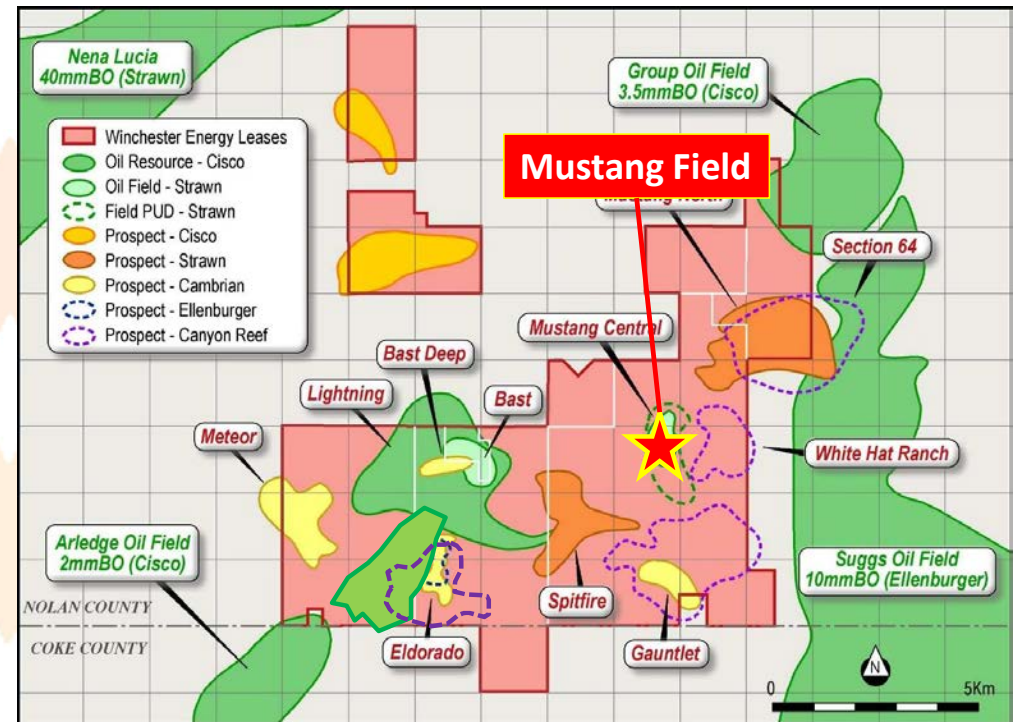 Nena Lucia
40mmBO (Strawn)
Group Oil Field
3.5mmBO (Cisco)
Winchester Energy Leases
Oil Resource - Cisco
Oil Field - Strawn
Field PUD - Strawn
Prospect - Cisco
Prospect - Strawn
Prospect - Cambrian
Prospect - Ellenburger
Prospect - Canyon Reef
Mustang Field
Mustang North
Section 64
Mustang Central
Bast Deep
Lightning
Bast
Meteor
White Hat Ranch
Arledge Oil Field
2mmBO (Cisco)
Suggs Oil Field
10mmBO (Ellenburger)
NOLAN COUNTY
COKE COUNTY
Spitfire
Eldorado
Gauntlet
N
0 5Km